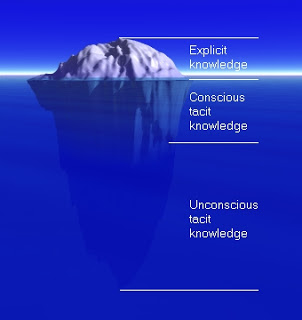 Explicit
knowledge
Conscious
tacit
knowledge
Unconscious
tacit
knowledge